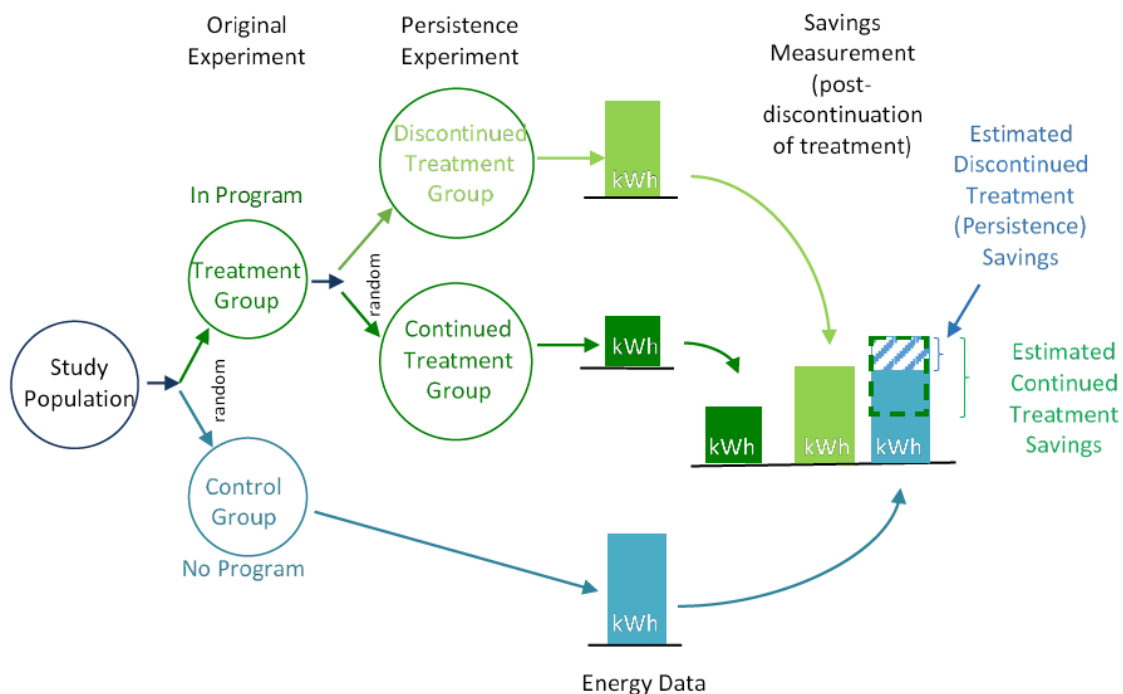 Original
Experiment
Persistence
Experiment
Savings
Measurement
(post-
discontinuation
of treatment)
Discontinued
Treatment
Group
kWh
Estimated
Discontinued
Treatment
(Persistence)
Savings
In Program
Treatment
Group
random
Continued
Treatment
Group
kWh
Study
Population
random
kWh
kWh
kWh
Estimated
Continued
Treatment
Savings
Control
Group
No Program
kWh
Energy Data